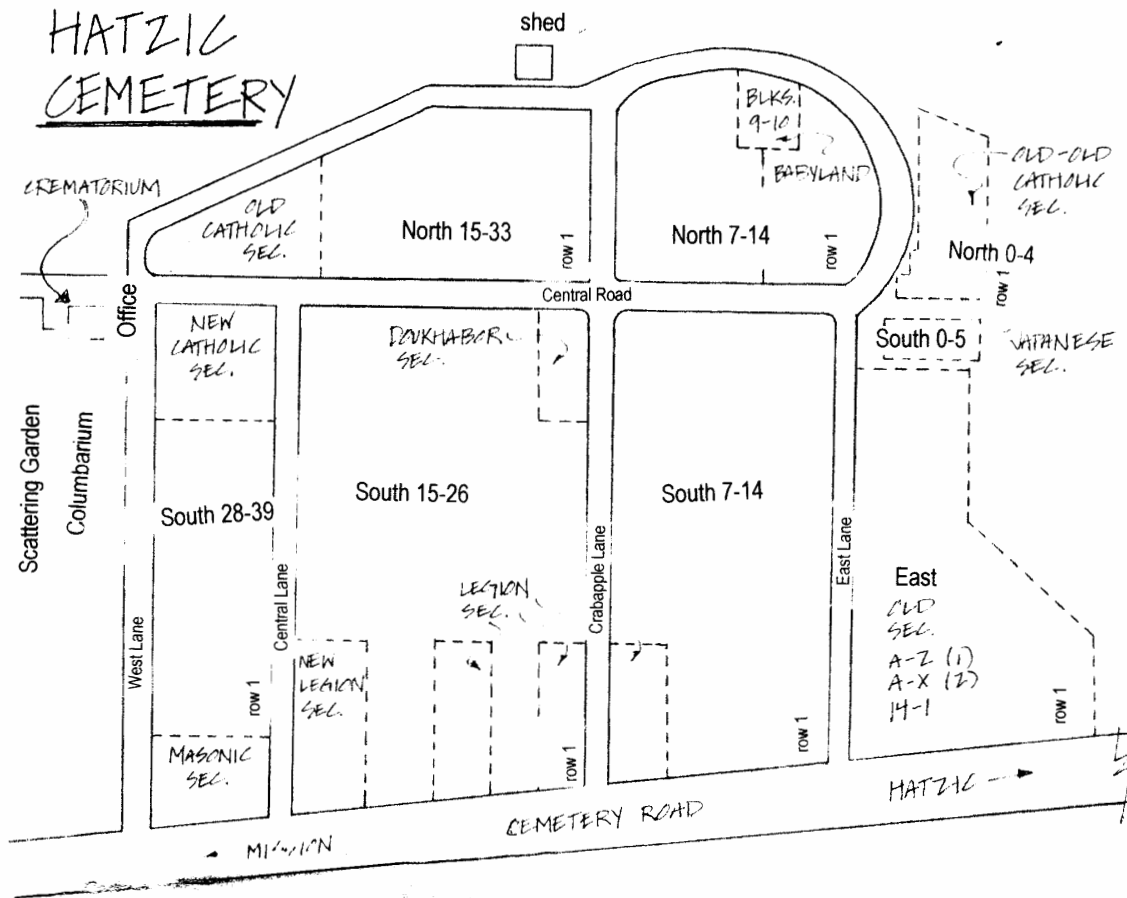 HATZIC
CEMETERY
shed
BLKS.
9-10
BABYLAND
OLD-OLD
CATHOLIC
SEC.
CREMATORIUM
OLD
CATHOLIC
SEC.
North 15-33
row 1
North 7-14
row 1
North 0-4
row 1
Central Road
Office
NEW
CATHOLIC
SEC.
DOUKHABOR
SEC.
South 0-5
JAPANESE
SEC.
Scattering Garden
Columbarium
South 28-39
South 15-26
South 7-14
West Lane
Central Lane
Crabapple Lane
East Lane
LEGION
SEC.
East
OLD
SEC.
A-Z (1)
A-X (2)
14-1
NEW
LEGION
SEC.
row 1
row 1
row 1
row 1
MASONIC
SEC.
HATZIC
CEMETERY ROAD
MISSION